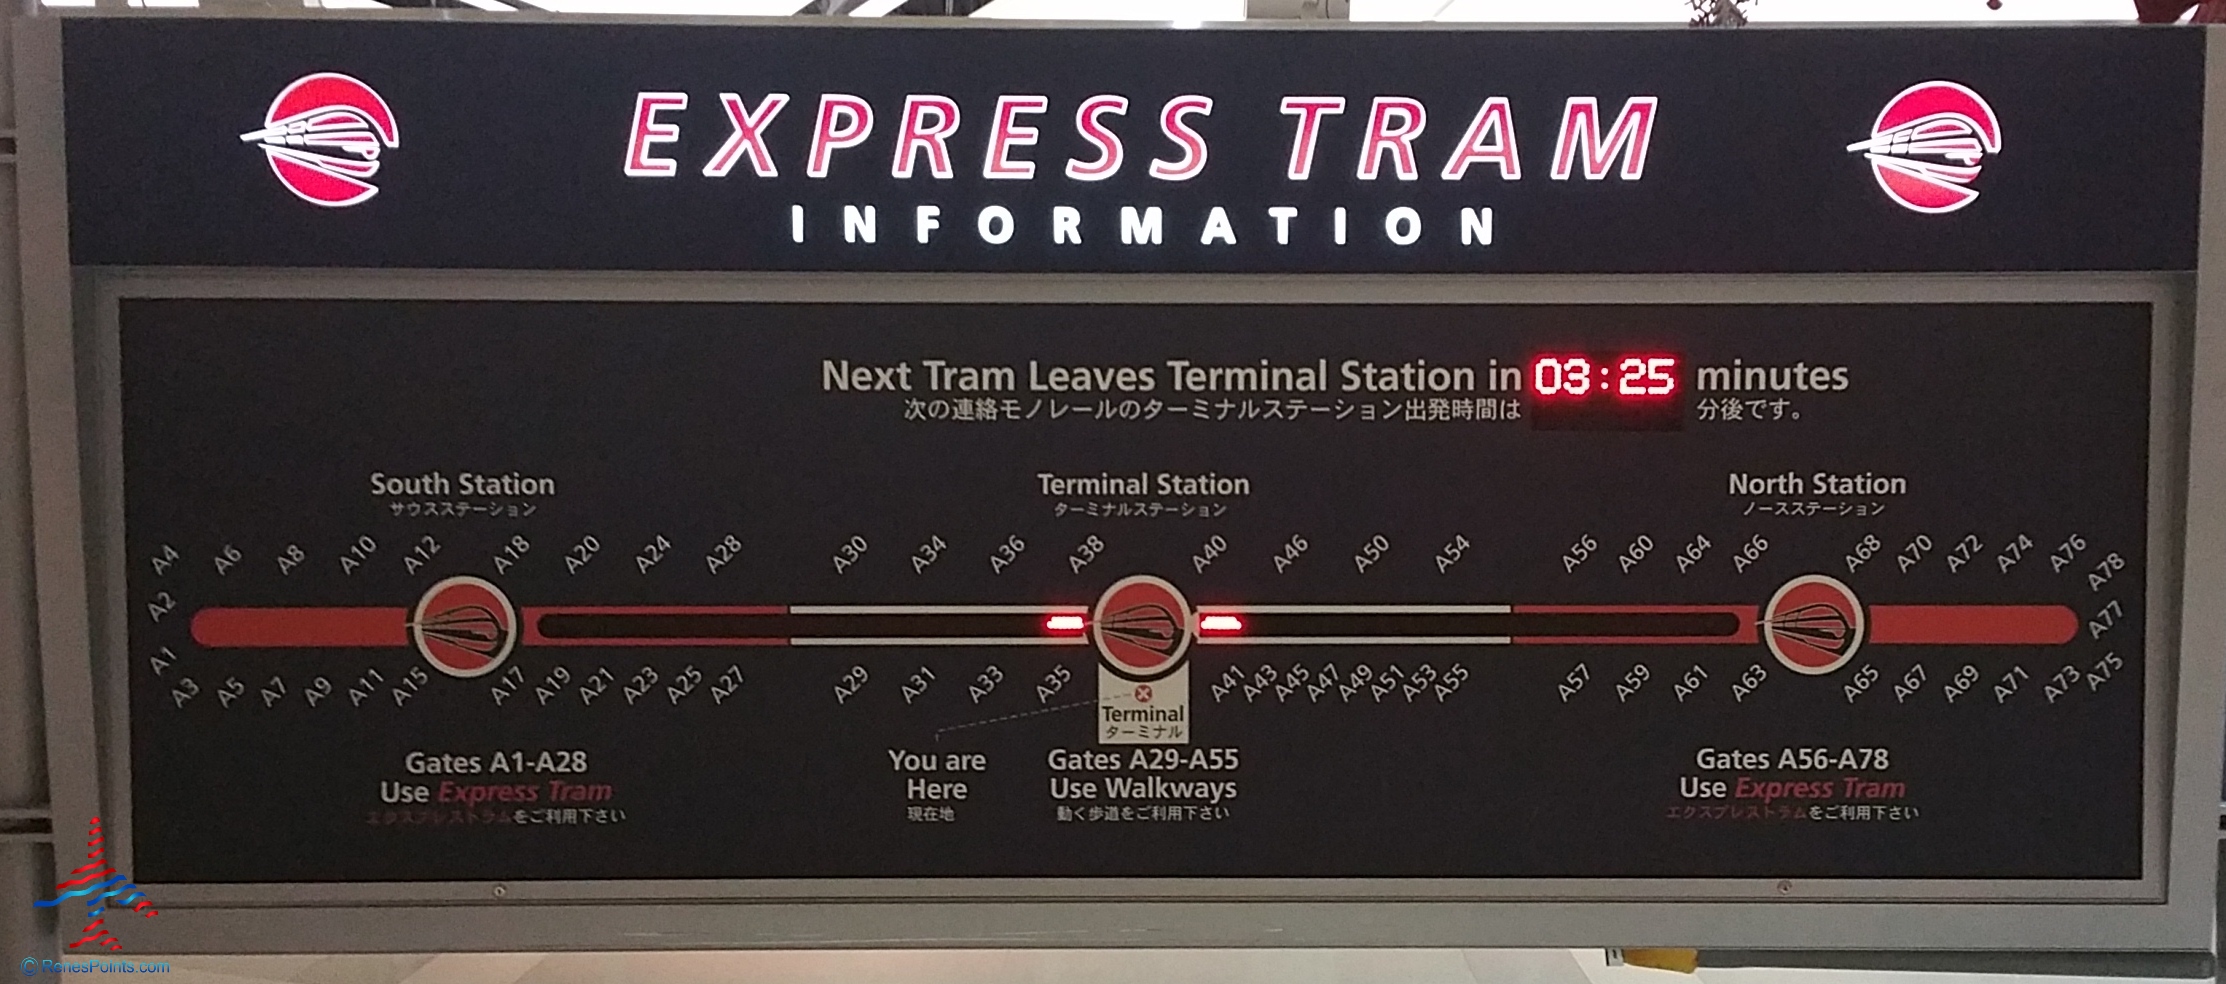 EXPRESS TRAM
INFORMATION
Next Tram Leaves Terminal Station in 03:25 minutes
次の連絡モノレールのターミナルステーション出発時間は 分後です。
South Station
サウスステーション
Terminal Station
ターミナルステーション
North Station
ノースステーション
A4 A6 A8 A10 A12 A18 A20 A24 A28 A30 A34 A36 A38 A40 A46 A50 A54 A56 A60 A64 A66 A68 A70 A72 A74 A76 A78
A2 A77
A1 A3 A5 A7 A9 A11 A15 A17 A19 A21 A23 A25 A27 A29 A31 A33 A35 A41 A43 A45 A47 A49 A51 A53 A55 A57 A59 A61 A63 A65 A67 A69 A71 A73 A75
Terminal
ターミナル
Gates A1-A28
Use Express Tram
エクスプレストラムをご利用下さい
You are
Here
現在地
Gates A29-A55
Use Walkways
動く歩道をご利用下さい
Gates A56-A78
Use Express Tram
エクスプレストラムをご利用下さい
© RenesPoints.com